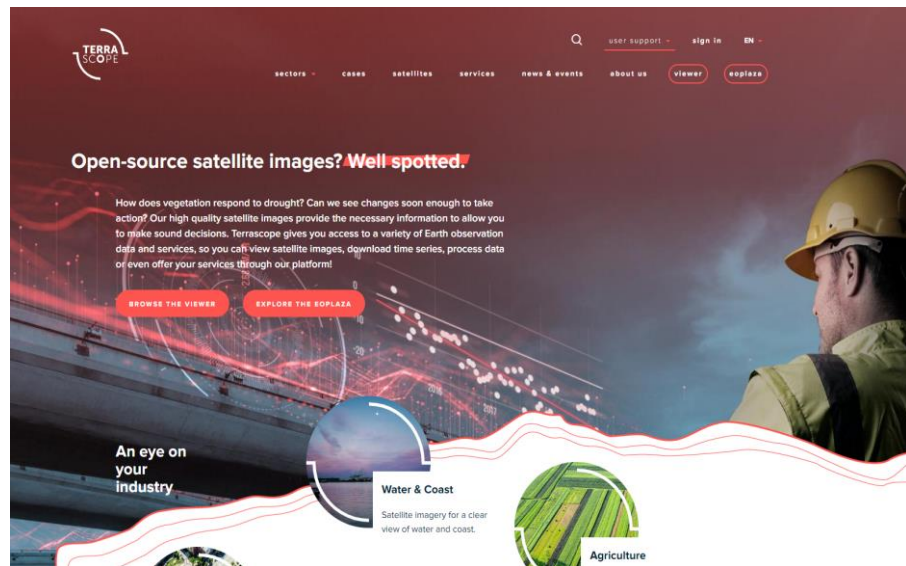 TERRA
SCOPE
user support
sign in
EN
sectors
cases
satellites
services
news & events
about us
viewer
eoplaza
Open-source satellite images? Well spotted.
How does vegetation respond to drought? Can we see changes soon enough to take
action? Our high quality satellite images provide the necessary information to allow you
to make sound decisions. Terrascope gives you access to a variety of Earth observation
data and services, so you can view satellite images, download time series, process data
or even offer your services through our platform!
BROWSE THE VIEWER
EXPLORE THE EOPLAZA
0
-20
2017
An eye on
your
industry
Water & Coast
Satellite imagery for a clear
view of water and coast.
Agriculture